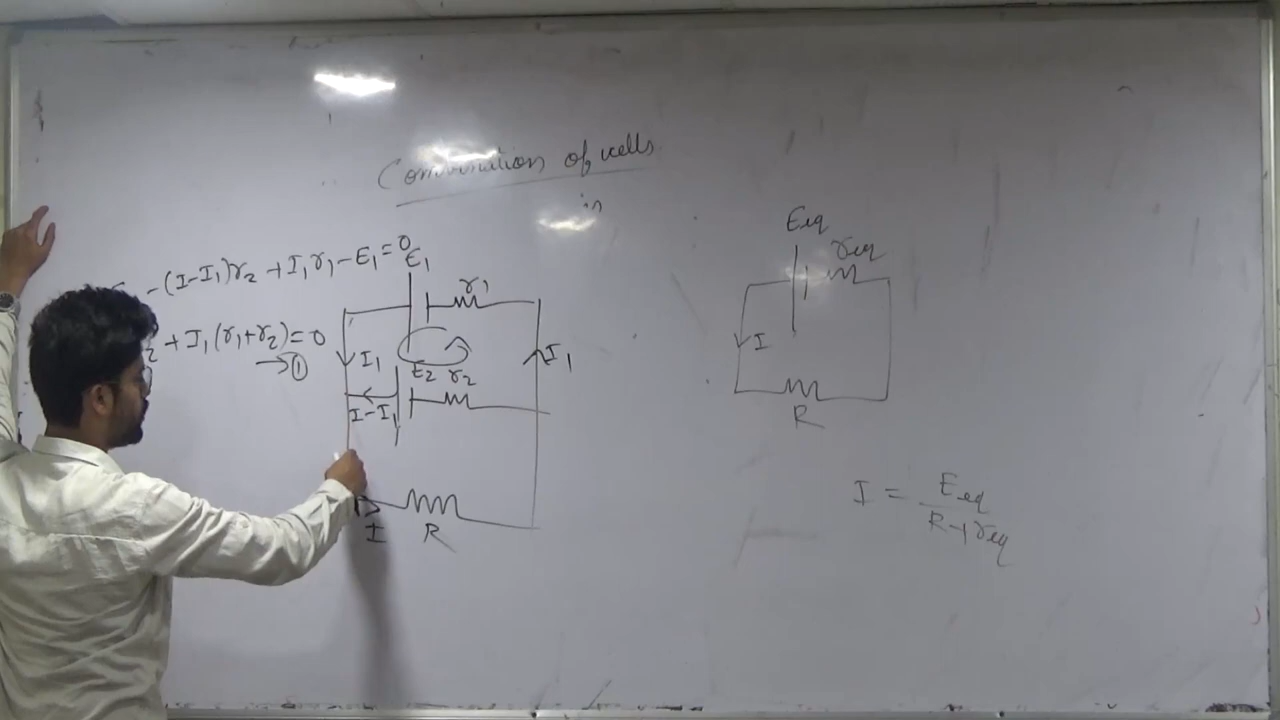 Combination of cells
in
- (I-I₁)r₂ + I₁r₁ - E₁ = 0
+ I₁(r₁+r₂) = 0
→ ①
E₁
r₁
I₁
I₁
E₂ r₂
I-I₁
I
R
Eeq
req
I
R
I = Eeq / R + req